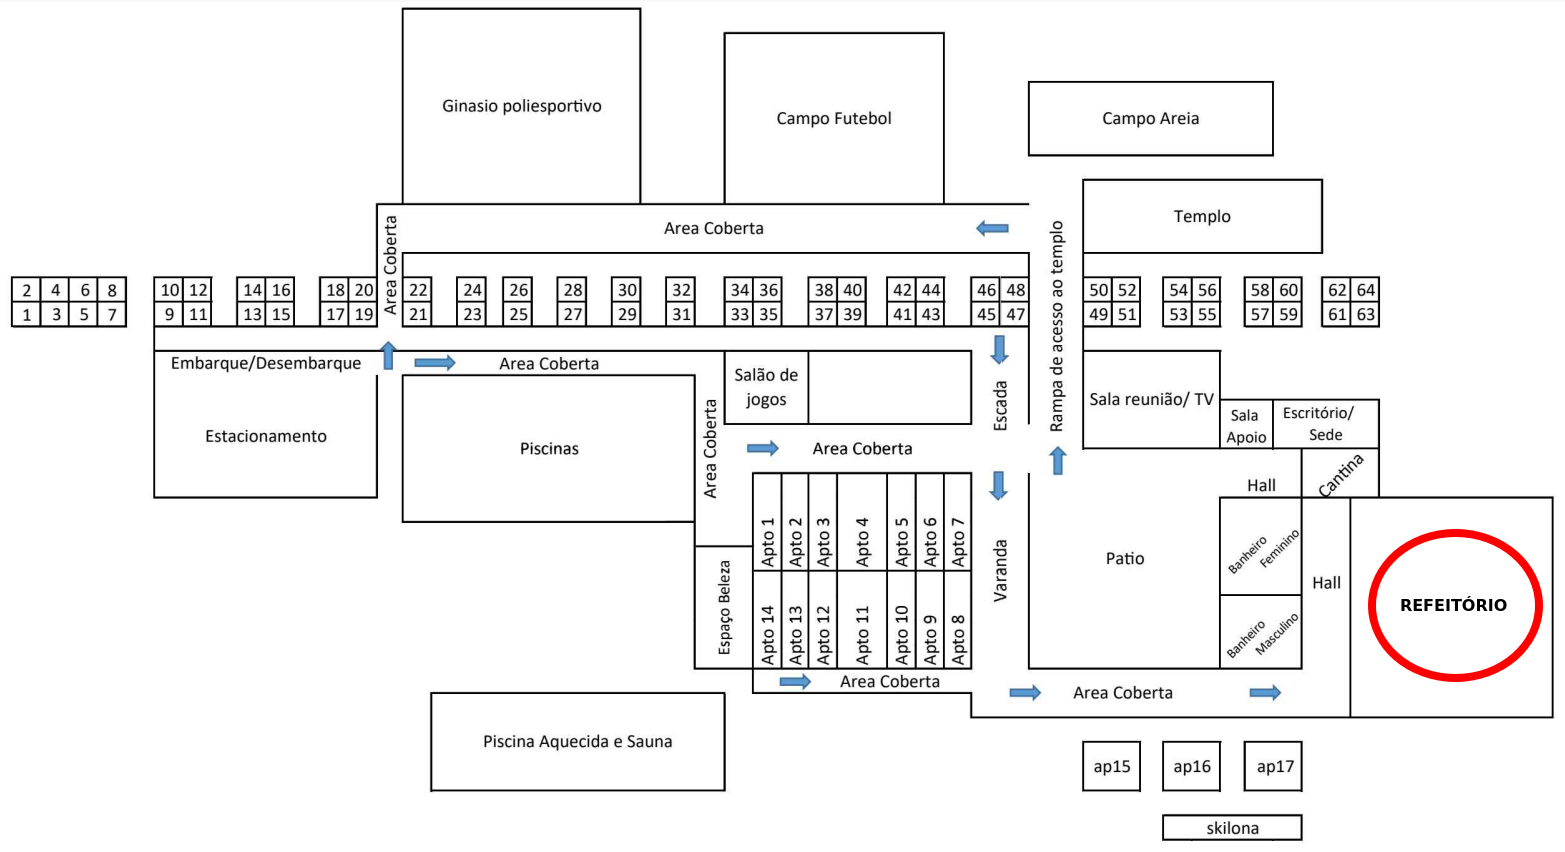 Ginasio poliesportivo
Campo Futebol
Campo Areia
Templo
Area Coberta
Area Coberta
Rampa de acesso ao templo
2 4 6 8
1 3 5 7
10 12
9 11
14 16
13 15
18 20
17 19
22
21
24
23
26
25
28
27
30
29
32
31
34 36
33 35
38 40
37 39
42 44
41 43
46 48
45 47
50 52
49 51
54 56
53 55
58 60
57 59
62 64
61 63
Embarque/Desembarque
Area Coberta
Estacionamento
Piscinas
Area Coberta
Salão de
jogos
Escada
Area Coberta
Sala reunião/ TV
Sala
Apoio
Escritório/
Sede
Hall
Cantina
Apto 1
Apto 2
Apto 3
Apto 4
Apto 5
Apto 6
Apto 7
Varanda
Patio
Banheiro
Feminino
Hall
REFEITÓRIO
Espaço Beleza
Apto 14
Apto 13
Apto 12
Apto 11
Apto 10
Apto 9
Apto 8
Banheiro
Masculino
Area Coberta
Area Coberta
Piscina Aquecida e Sauna
ap15
ap16
ap17
skilona